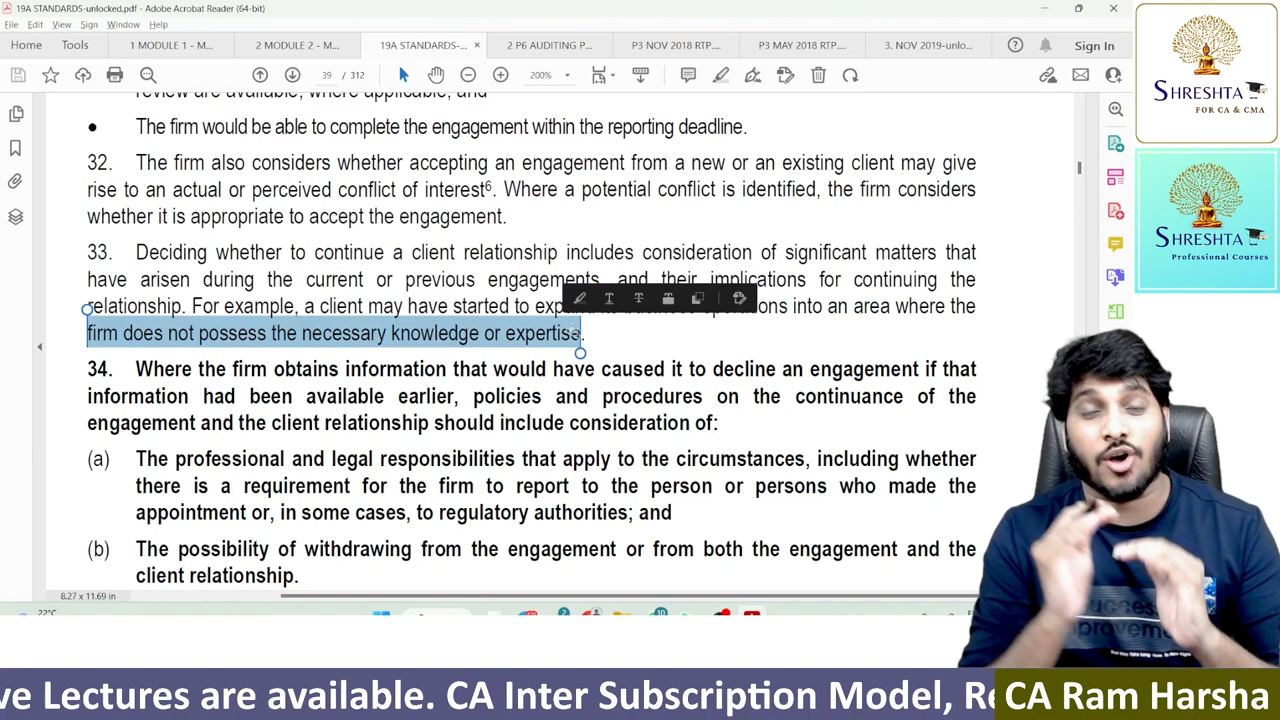 19A STANDARDS-unlocked.pdf - Adobe Acrobat Reader (64-bit)
File Edit View Sign Window Help
Home Tools 1 MODULE 1 - M... 2 MODULE 2 - M... 19A STANDARDS-... × 2 P6 AUDITING P... P3 NOV 2018 RTP.... P3 MAY 2018 RTP.... 3. NOV 2019-unlo... Sign In
39 / 312 200%
review are available, where applicable; and
• The firm would be able to complete the engagement within the reporting deadline.
32. The firm also considers whether accepting an engagement from a new or an existing client may give
rise to an actual or perceived conflict of interest6. Where a potential conflict is identified, the firm considers
whether it is appropriate to accept the engagement.
33. Deciding whether to continue a client relationship includes consideration of significant matters that
have arisen during the current or previous engagements, and their implications for continuing the
relationship. For example, a client may have started to operations into an area where the
firm does not possess the necessary knowledge or expertise.
34. Where the firm obtains information that would have caused it to decline an engagement if that
information had been available earlier, policies and procedures on the continuance of the
engagement and the client relationship should include consideration of:
(a) The professional and legal responsibilities that apply to the circumstances, including whether
there is a requirement for the firm to report to the person or persons who made the
appointment or, in some cases, to regulatory authorities; and
(b) The possibility of withdrawing from the engagement or from both the engagement and the
client relationship.
8.27 x 11.69 in
22°C
SHRESHTA
FOR CA & CMA
SHRESHTA
Professional Courses
ve Lectures are available. CA Inter Subscription Model, Re
CA Ram Harsha